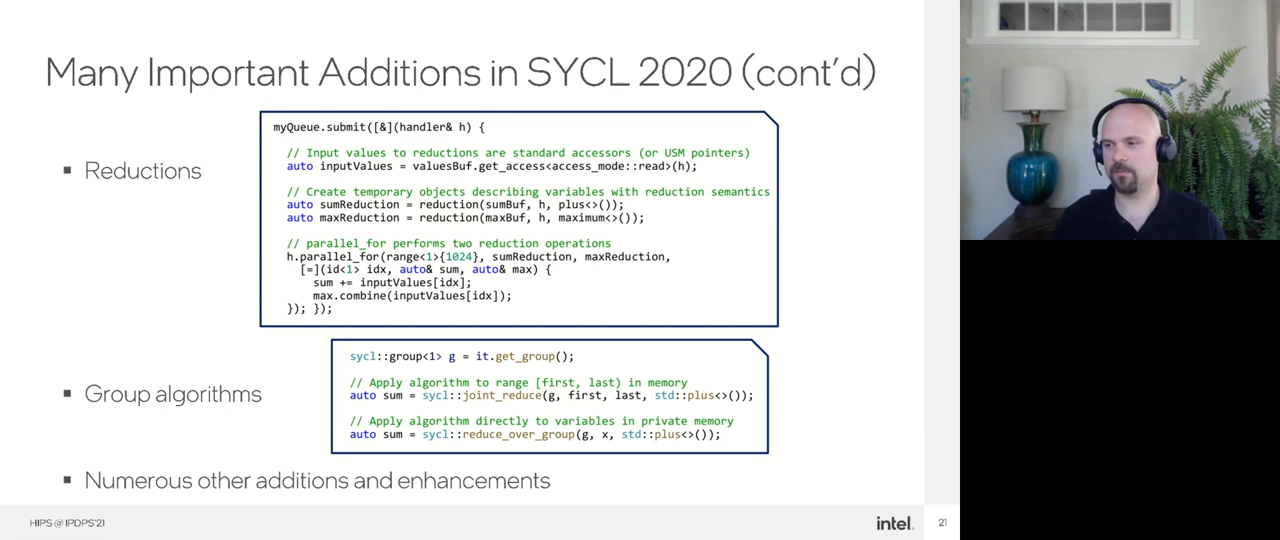 Many Important Additions in SYCL 2020 (cont'd)
▪ Reductions
myQueue.submit([&](handler& h) {
// Input values to reductions are standard accessors (or USM pointers)
auto inputValues = valuesBuf.get_access<access_mode::read>(h);
// Create temporary objects describing variables with reduction semantics
auto sumReduction = reduction(sumBuf, h, plus<>());
auto maxReduction = reduction(maxBuf, h, maximum<>());
// parallel_for performs two reduction operations
h.parallel_for(range<1>{1024}, sumReduction, maxReduction,
[=](id<1> idx, auto& sum, auto& max) {
sum += inputValues[idx];
max.combine(inputValues[idx]);
}); });
▪ Group algorithms
sycl::group<1> g = it.get_group();
// Apply algorithm to range [first, last) in memory
auto sum = sycl::joint_reduce(g, first, last, std::plus<>());
// Apply algorithm directly to variables in private memory
auto sum = sycl::reduce_over_group(g, x, std::plus<>());
▪ Numerous other additions and enhancements
HIPS @ IPDPS'21
intel.
21